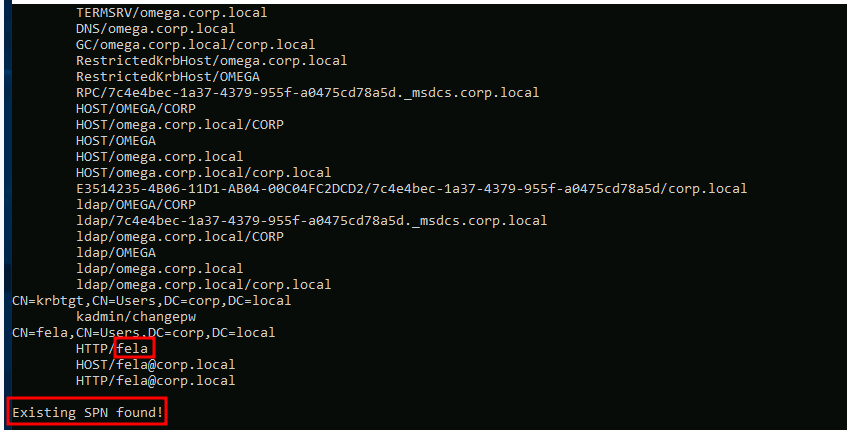 TERMSRV/omega.corp.local
DNS/omega.corp.local
GC/omega.corp.local/corp.local
RestrictedKrbHost/omega.corp.local
RestrictedKrbHost/OMEGA
RPC/7c4e4bec-1a37-4379-955f-a0475cd78a5d._msdcs.corp.local
HOST/OMEGA/CORP
HOST/omega.corp.local/CORP
HOST/OMEGA
HOST/omega.corp.local
HOST/omega.corp.local/corp.local
E3514235-4B06-11D1-AB04-00C04FC2DCD2/7c4e4bec-1a37-4379-955f-a0475cd78a5d/corp.local
ldap/OMEGA/CORP
ldap/7c4e4bec-1a37-4379-955f-a0475cd78a5d._msdcs.corp.local
ldap/omega.corp.local/CORP
ldap/OMEGA
ldap/omega.corp.local
ldap/omega.corp.local/corp.local
CN=krbtgt,CN=Users,DC=corp,DC=local
kadmin/changepw
CN=fela,CN=Users,DC=corp,DC=local
HTTP/fela
HOST/fela@corp.local
HTTP/fela@corp.local
Existing SPN found!